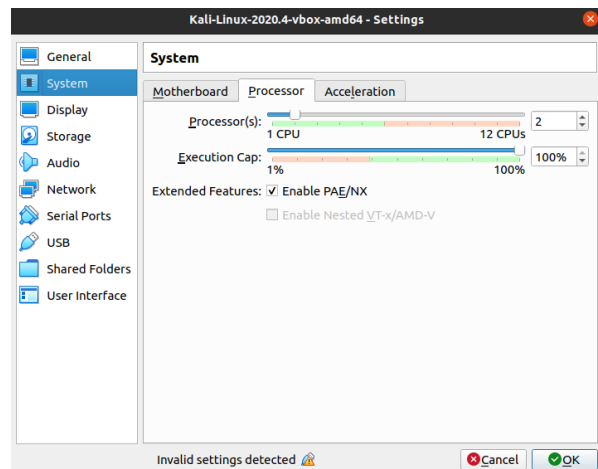 Kali-Linux-2020.4-vbox-amd64 - Settings
General
System
Display
Storage
Audio
Network
Serial Ports
USB
Shared Folders
User Interface
System
Motherboard Processor Acceleration
Processor(s): 2
1 CPU 12 CPUs
Execution Cap: 100%
1% 100%
Extended Features: Enable PAE/NX
Enable Nested VT-x/AMD-V
Invalid settings detected Cancel OK